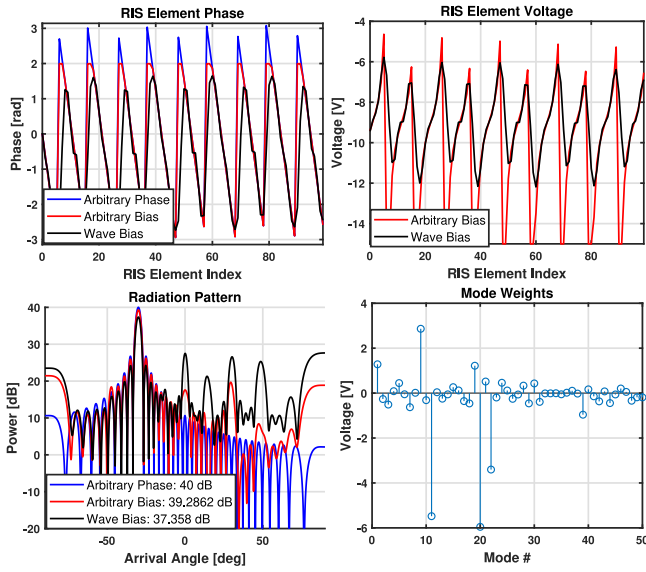 RIS Element Phase
3
2
1
0
-1
-2
-3
Phase [rad]
Arbitrary Phase
Arbitrary Bias
Wave Bias
20
40
60
80
RIS Element Index
RIS Element Voltage
-4
-6
-8
-10
-12
-14
Voltage [V]
Arbitrary Bias
Wave Bias
20
40
60
80
RIS Element Index
Radiation Pattern
40
30
20
10
0
-10
-20
Power [dB]
Arbitrary Phase: 40 dB
Arbitrary Bias: 39.2862 dB
Wave Bias: 37.358 dB
-50
0
50
Arrival Angle [deg]
Mode Weights
4
2
0
-2
-4
-6
Voltage [V]
0
10
20
30
40
50
Mode #